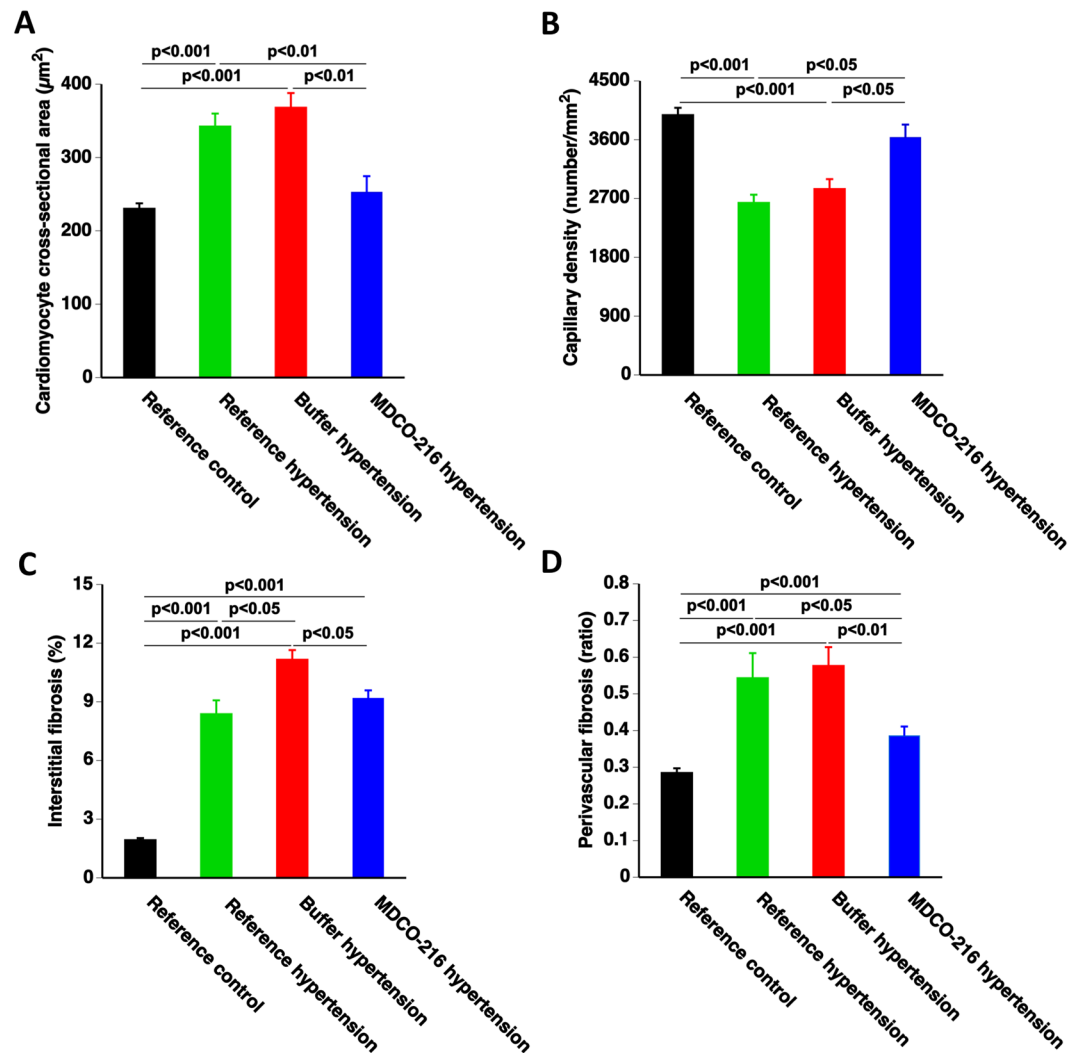 A
Cardiomyocyte cross-sectional area (µm2)
p<0.001 p<0.01
p<0.001 p<0.01
400
300
200
100
0
Reference control
Reference hypertension
Buffer hypertension
MDCO-216 hypertension
B
Capillary density (number/mm2)
p<0.001 p<0.05
p<0.001 p<0.05
4500
3600
2700
1800
900
0
Reference control
Reference hypertension
Buffer hypertension
MDCO-216 hypertension
C
Interstitial fibrosis (%)
p<0.001
p<0.001 p<0.05
p<0.001 p<0.05
15
12
9
6
3
0
Reference control
Reference hypertension
Buffer hypertension
MDCO-216 hypertension
D
Perivascular fibrosis (ratio)
p<0.001
p<0.001 p<0.05
p<0.001 p<0.01
0.8
0.7
0.6
0.5
0.4
0.3
0.2
0.1
0
Reference control
Reference hypertension
Buffer hypertension
MDCO-216 hypertension